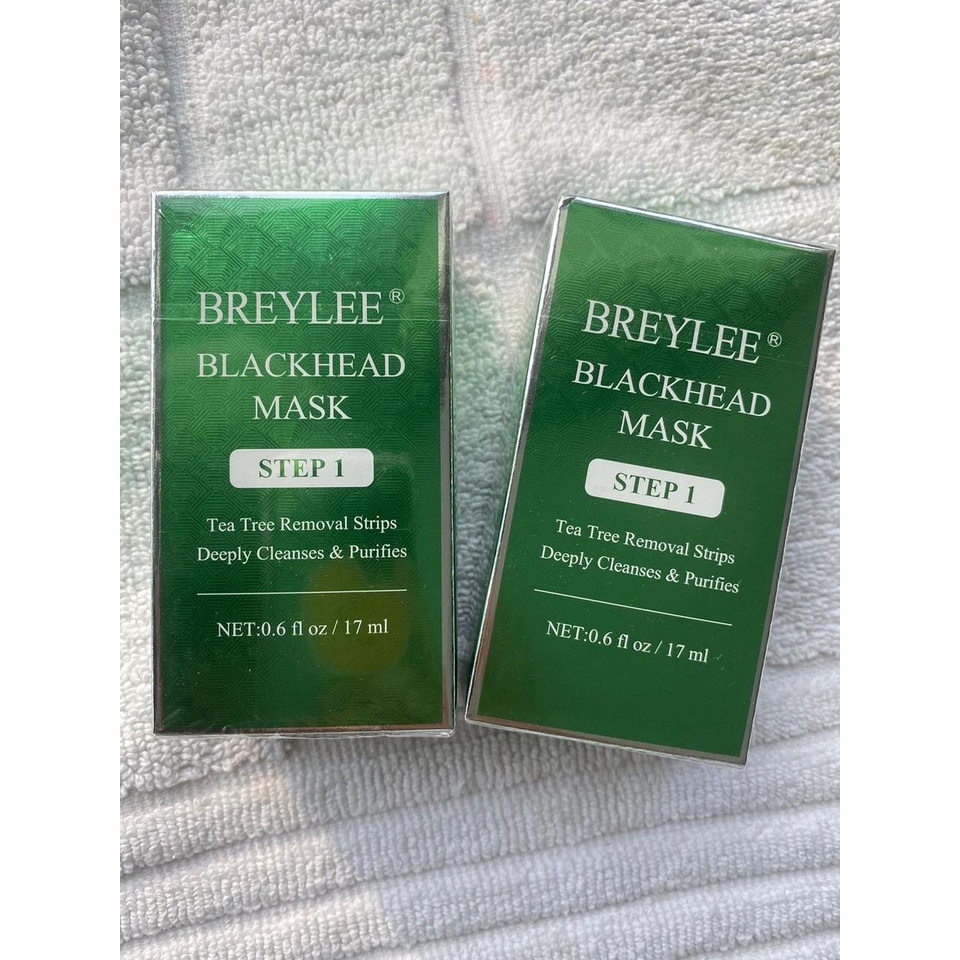 BREYLEE®
BLACKHEAD
MASK
STEP 1
Tea Tree Removal Strips
Deeply Cleanses & Purifies
NET:0.6 fl oz / 17 ml
BREYLEE®
BLACKHEAD
MASK
STEP 1
Tea Tree Removal Strips
Deeply Cleanses & Purifies
NET:0.6 fl oz / 17 ml